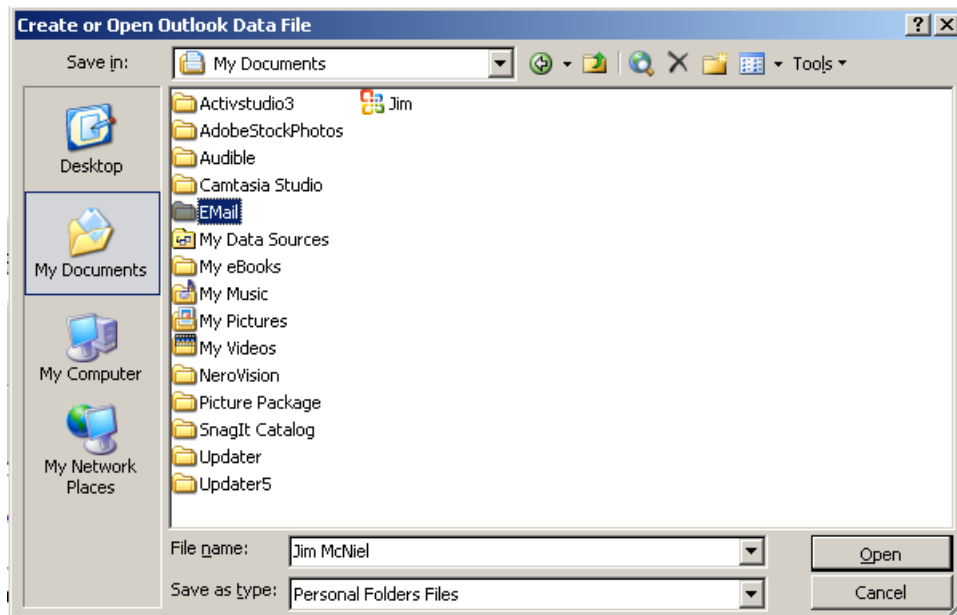 Create or Open Outlook Data File
Save in: My Documents Tools
Activstudio3 Jim
AdobeStockPhotos
Audible
Camtasia Studio
EMail
My Data Sources
My eBooks
My Music
My Pictures
My Videos
NeroVision
Picture Package
SnagIt Catalog
Updater
Updater5
Desktop
My Documents
My Computer
My Network
Places
File name: Jim McNiel Open
Save as type: Personal Folders Files Cancel